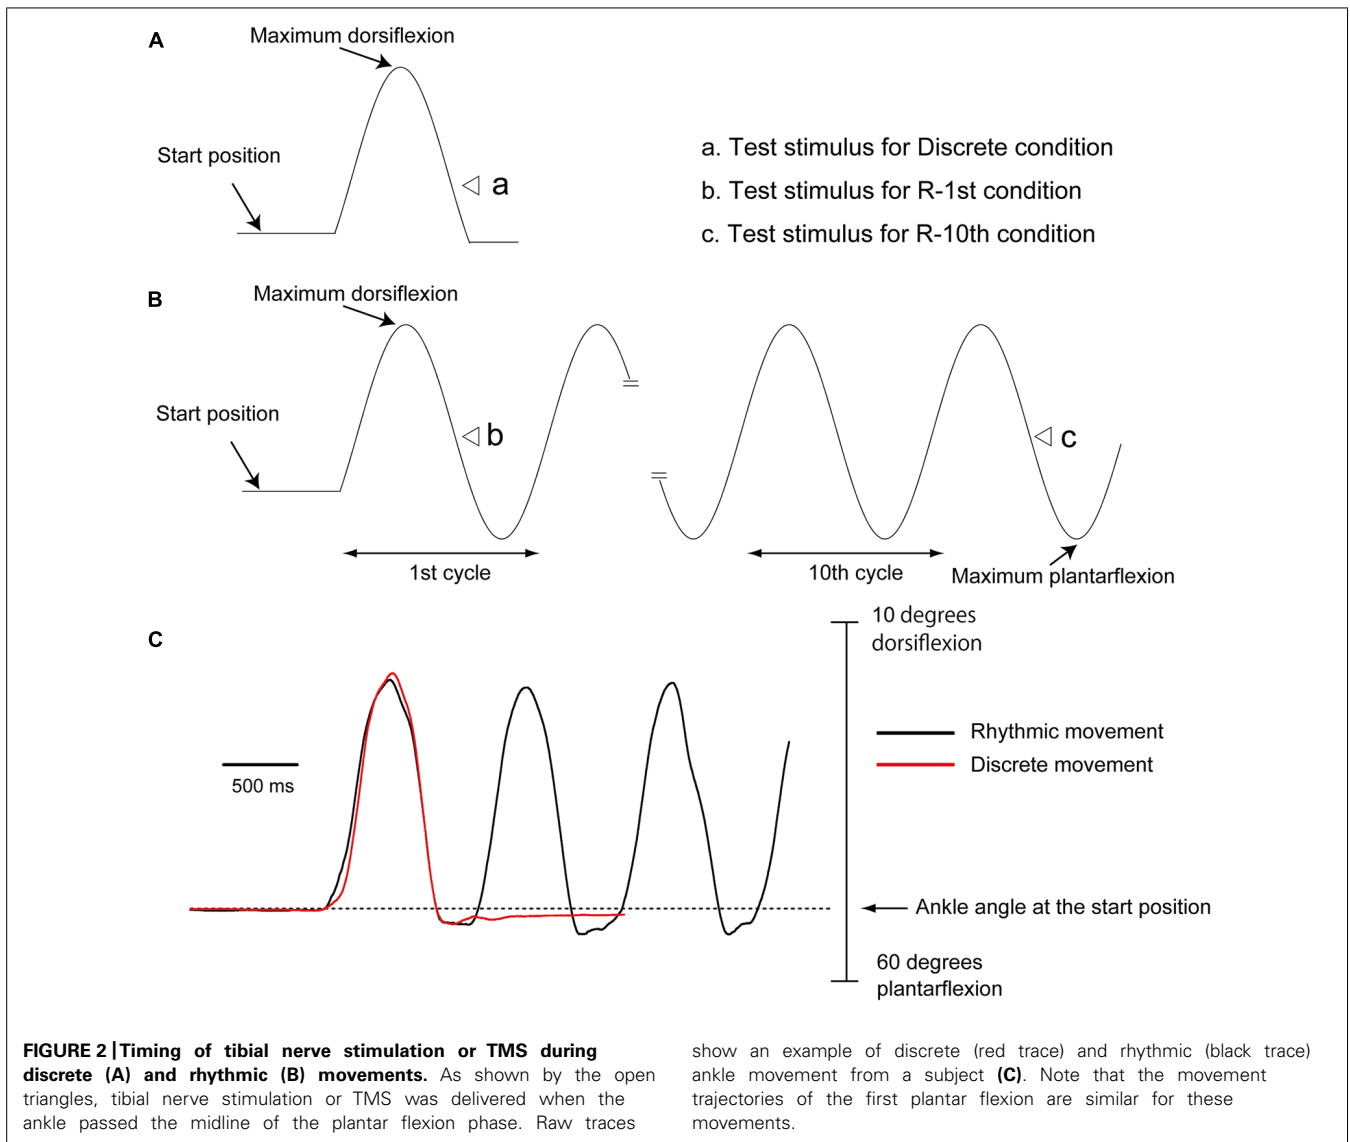 A
Maximum dorsiflexion
Start position
a
a. Test stimulus for Discrete condition
b. Test stimulus for R-1st condition
c. Test stimulus for R-10th condition
B
Maximum dorsiflexion
Start position
b
c
1st cycle
10th cycle
Maximum plantarflexion
C
10 degrees
dorsiflexion
Rhythmic movement
Discrete movement
500 ms
Ankle angle at the start position
60 degrees
plantarflexion
FIGURE 2 | Timing of tibial nerve stimulation or TMS during
discrete (A) and rhythmic (B) movements. As shown by the open
triangles, tibial nerve stimulation or TMS was delivered when the
ankle passed the midline of the plantar flexion phase. Raw traces
show an example of discrete (red trace) and rhythmic (black trace)
ankle movement from a subject (C). Note that the movement
trajectories of the first plantar flexion are similar for these
movements.